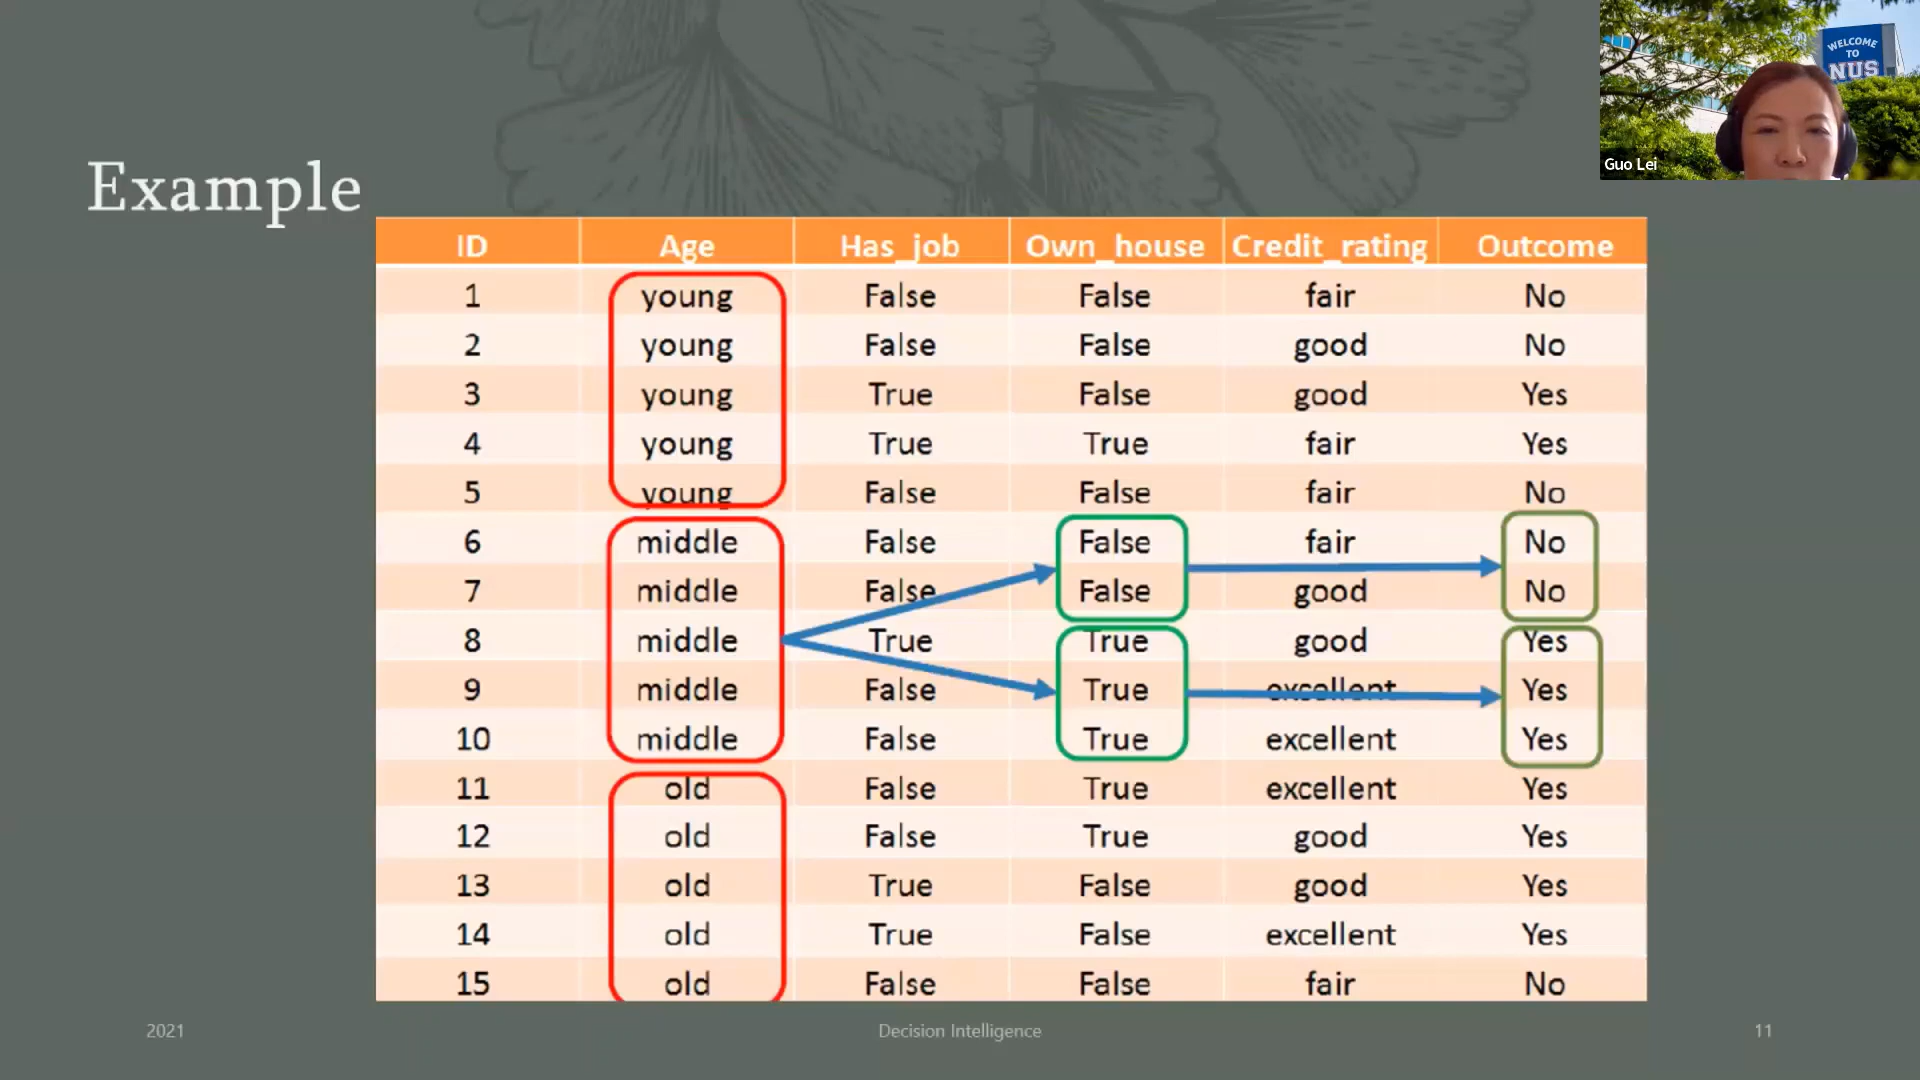 WELCOME
TO
NUS
Guo Lei
Example
ID Age Has_job Own_house Credit_rating Outcome
1 young False False fair No
2 young False False good No
3 young True False good Yes
4 young True True fair Yes
5 young False False fair No
6 middle False False fair No
7 middle False False good No
8 middle True True good Yes
9 middle False True excellent Yes
10 middle False True excellent Yes
11 old False True excellent Yes
12 old False True good Yes
13 old True False good Yes
14 old True False excellent Yes
15 old False False fair No
2021 Decision Intelligence 11